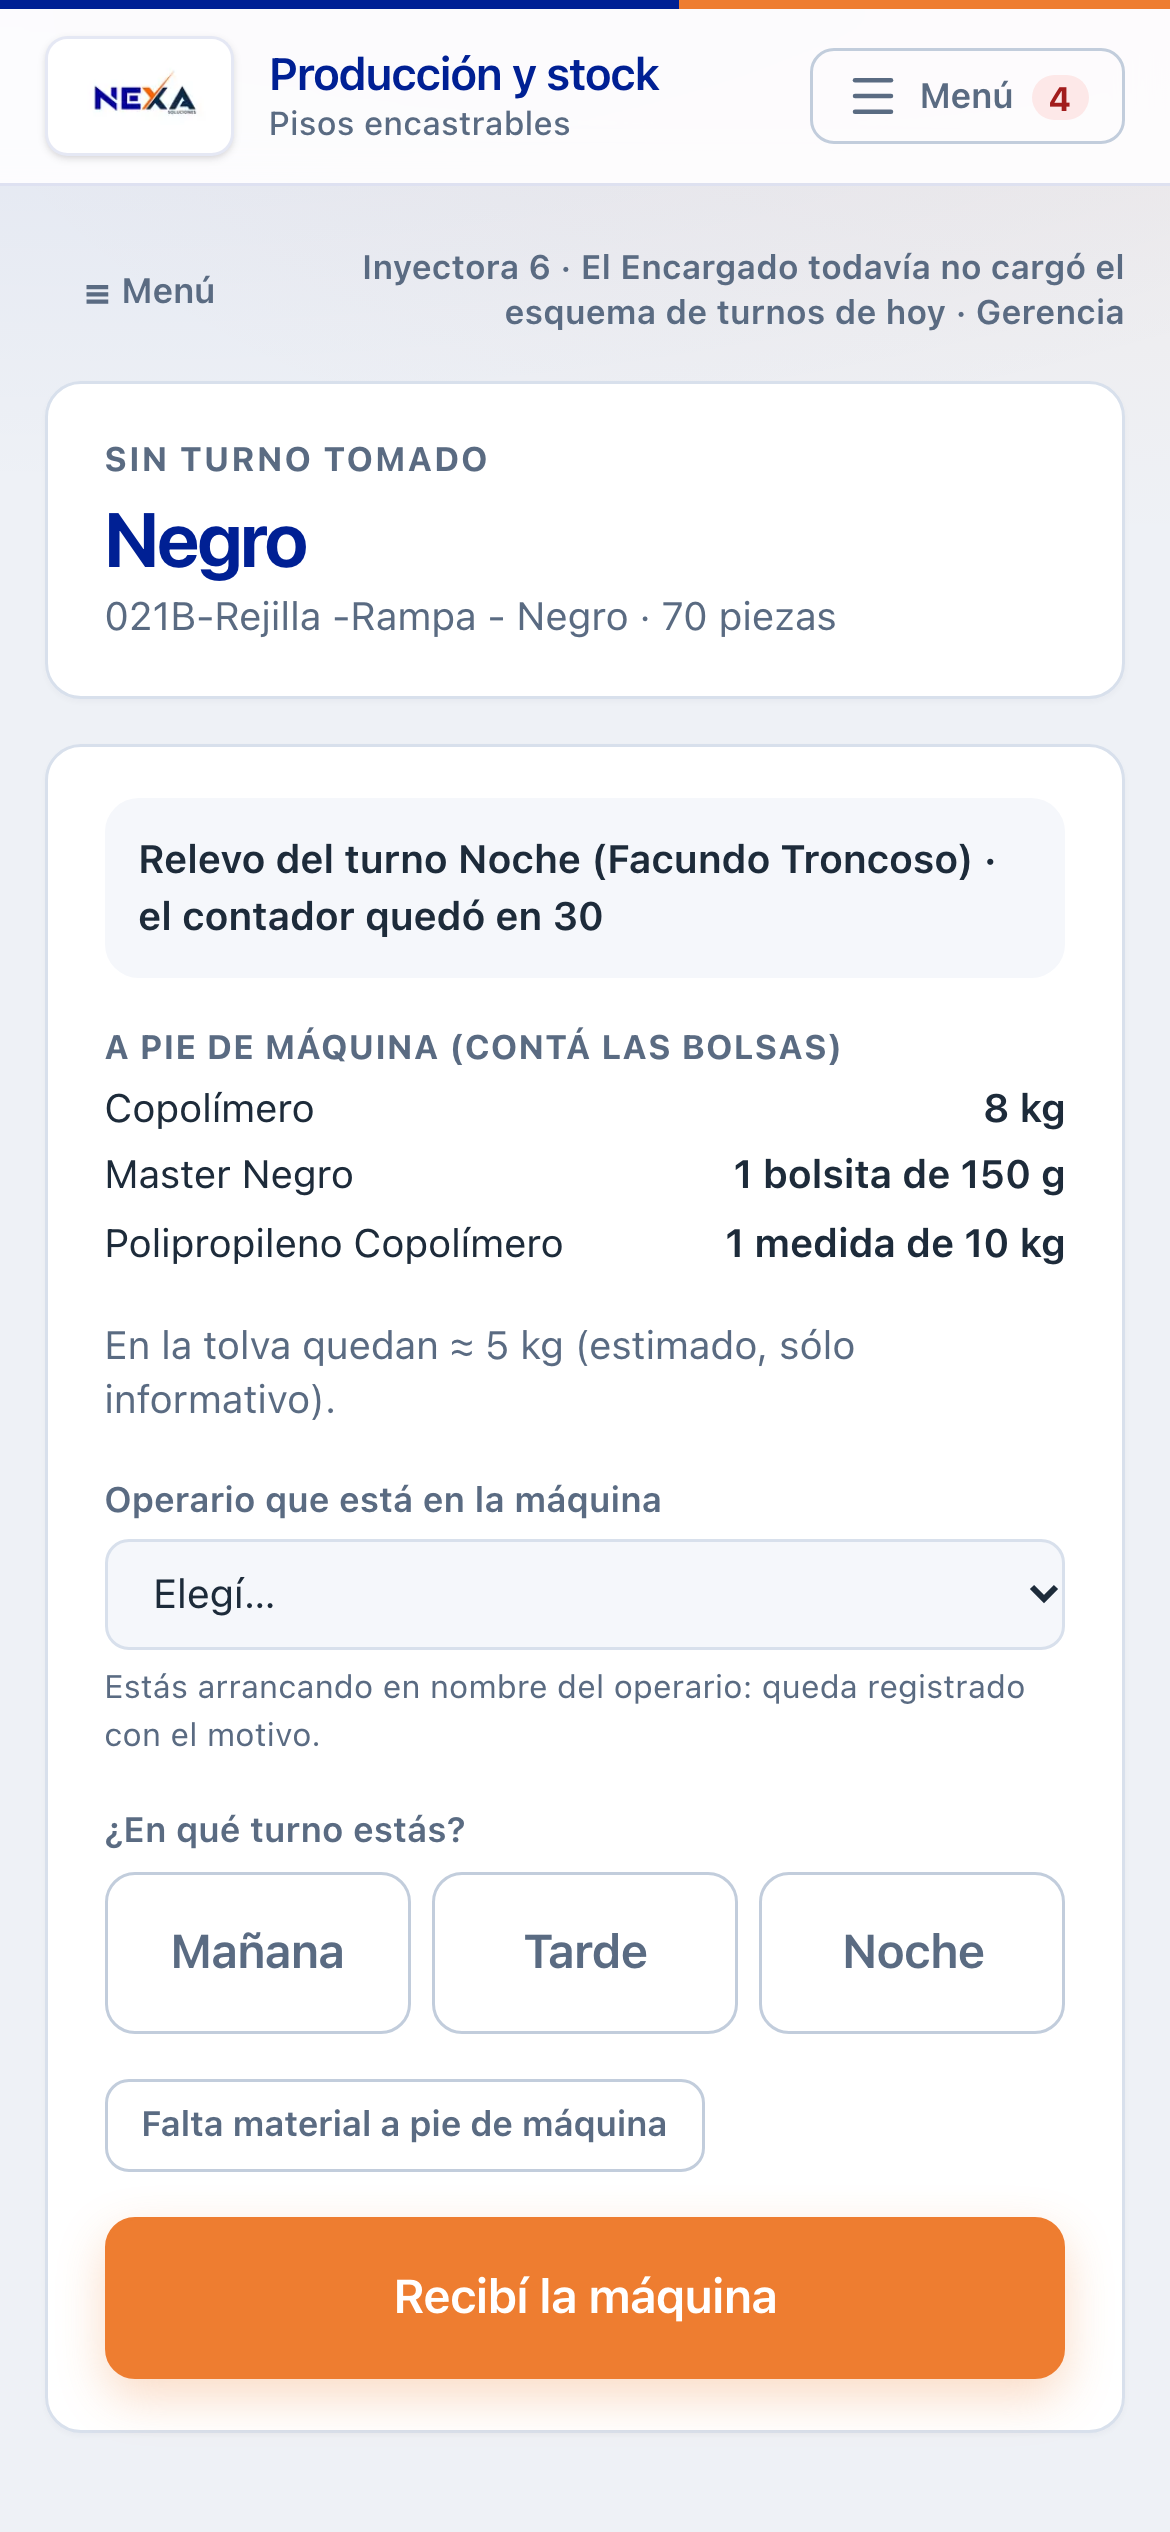 NEXA
SOLUCIONES
Producción y stock
Pisos encastrables
Menú 4
≡ Menú
Inyectora 6 · El Encargado todavía no cargó el
esquema de turnos de hoy · Gerencia
SIN TURNO TOMADO
Negro
021B-Rejilla -Rampa - Negro · 70 piezas
Relevo del turno Noche (Facundo Troncoso) ·
el contador quedó en 30
A PIE DE MÁQUINA (CONTÁ LAS BOLSAS)
Copolímero 8 kg
Master Negro 1 bolsita de 150 g
Polipropileno Copolímero 1 medida de 10 kg
En la tolva quedan ≈ 5 kg (estimado, sólo
informativo).
Operario que está en la máquina
Elegí...
Estás arrancando en nombre del operario: queda registrado
con el motivo.
¿En qué turno estás?
Mañana Tarde Noche
Falta material a pie de máquina
Recibí la máquina